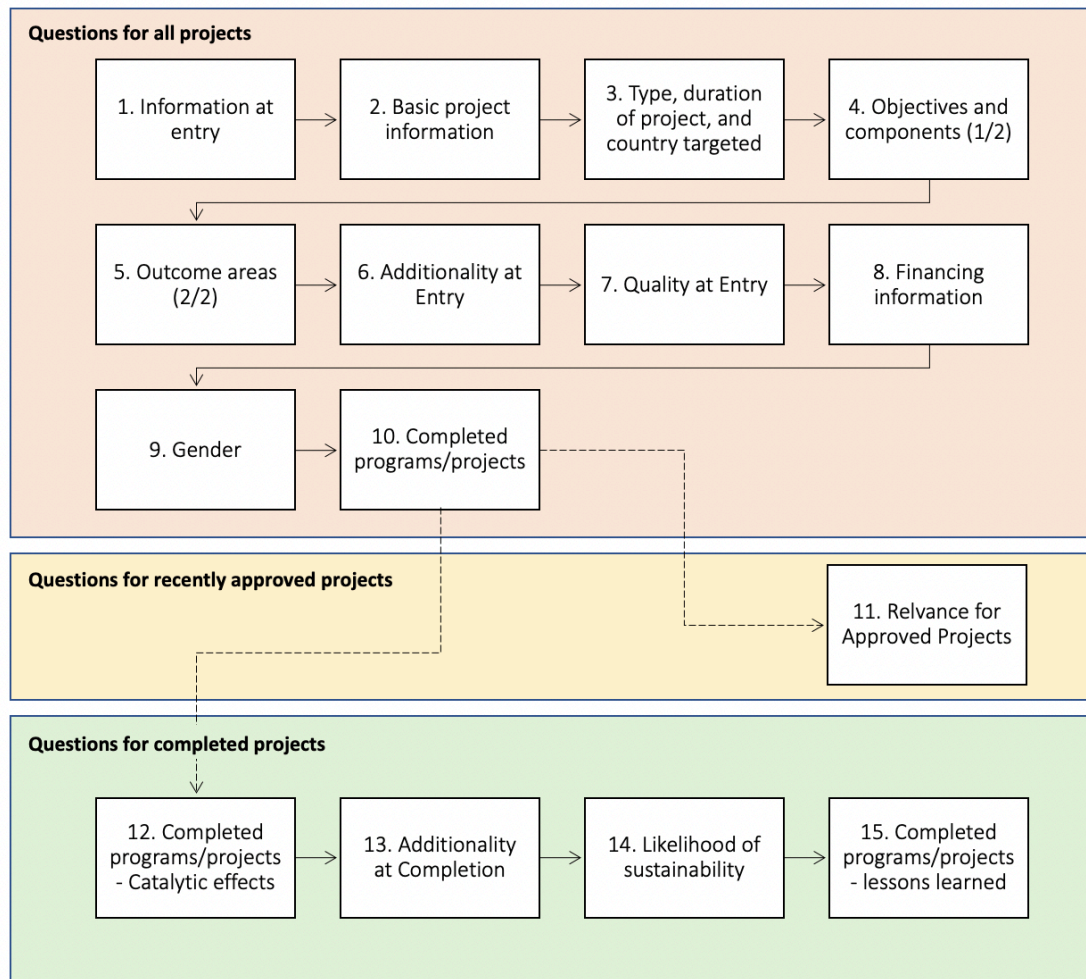 Questions for all projects
1. Information at
entry
2. Basic project
information
3. Type, duration
of project, and
country targeted
4. Objectives and
components (1/2)
5. Outcome areas
(2/2)
6. Additionality at
Entry
7. Quality at Entry
8. Financing
information
9. Gender
10. Completed
programs/projects
Questions for recently approved projects
11. Relvance for
Approved Projects
Questions for completed projects
12. Completed
programs/projects
- Catalytic effects
13. Additionality
at Completion
14. Likelihood of
sustainability
15. Completed
programs/projects
- lessons learned